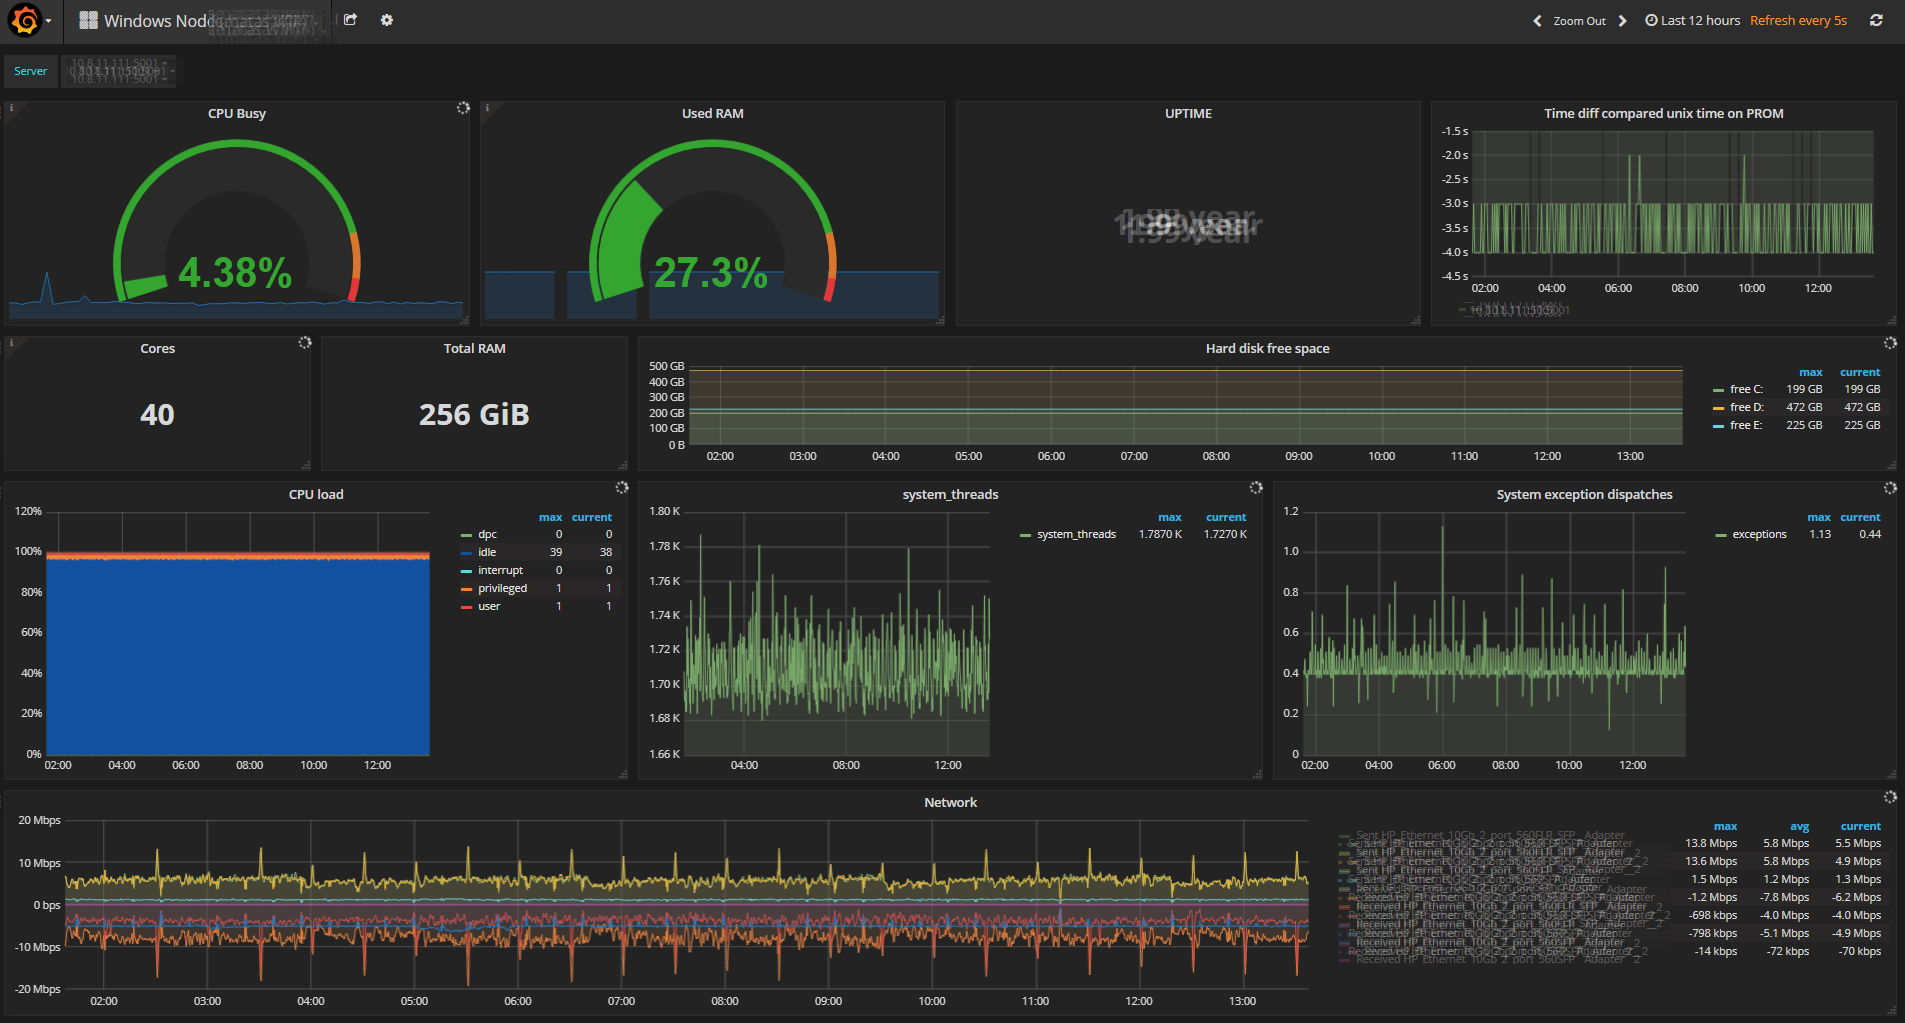 Windows Node
Zoom Out
Last 12 hours
Refresh every 5s
Server
10.8.11.111:5001
CPU Busy
4.38%
Used RAM
27.3%
UPTIME
1.99 year
Time diff compared unix time on PROM
-1.5 s
-2.0 s
-2.5 s
-3.0 s
-3.5 s
-4.0 s
-4.5 s
02:00 04:00 06:00 08:00 10:00 12:00
Cores
40
Total RAM
256 GiB
Hard disk free space
500 GB
400 GB
300 GB
200 GB
100 GB
0 B
02:00 03:00 04:00 05:00 06:00 07:00 08:00 09:00 10:00 11:00 12:00 13:00
max current
free C: 199 GB 199 GB
free D: 472 GB 472 GB
free E: 225 GB 225 GB
CPU load
120%
100%
80%
60%
40%
20%
0%
02:00 04:00 06:00 08:00 10:00 12:00
max current
dpc 0 0
idle 39 38
interrupt 0 0
privileged 1 1
user 1 1
system_threads
1.80 K
1.78 K
1.76 K
1.74 K
1.72 K
1.70 K
1.68 K
1.66 K
04:00 08:00 12:00
max current
system_threads 1.7870 K 1.7270 K
System exception dispatches
1.2
1.0
0.8
0.6
0.4
0.2
0
02:00 04:00 06:00 08:00 10:00 12:00
max current
exceptions 1.13 0.44
Network
20 Mbps
10 Mbps
0 bps
-10 Mbps
-20 Mbps
02:00 03:00 04:00 05:00 06:00 07:00 08:00 09:00 10:00 11:00 12:00 13:00
max avg current
13.8 Mbps 5.8 Mbps 5.5 Mbps
13.6 Mbps 5.8 Mbps 4.9 Mbps
1.5 Mbps 1.2 Mbps 1.3 Mbps
-1.2 Mbps -7.8 Mbps -6.2 Mbps
-698 kbps -4.0 Mbps -4.0 Mbps
-798 kbps -5.1 Mbps -4.9 Mbps
-14 kbps -72 kbps -70 kbps